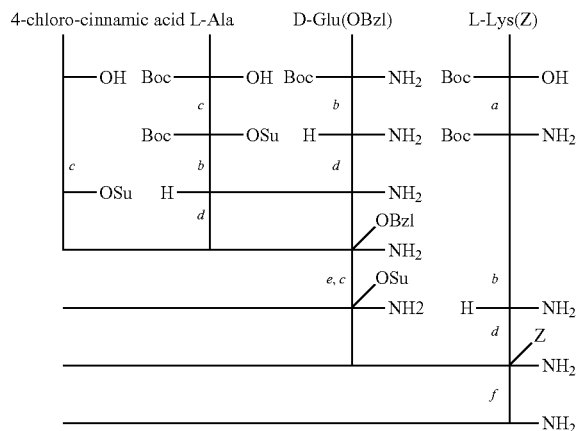 4-chloro-cinnamic acid L-Ala D-Glu(OBzl) L-Lys(Z)
OH Boc OH Boc NH2 Boc OH
c b a
Boc OSu H NH2 Boc NH2
c b d
OSu H NH2
d
OBzl
NH2
e, c OSu b
NH2 H NH2
d
Z
NH2
f
NH2